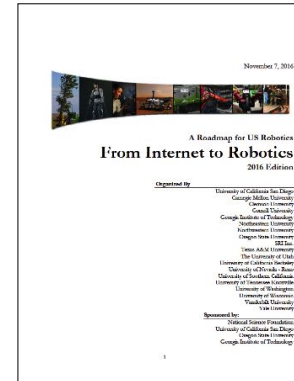 November 7, 2016
A Roadmap for US Robotics
From Internet to Robotics
2016 Edition
Organized By
University of California San Diego
Carnegie Mellon University
Clemson University
Cornell University
Georgia Institute of Technology
Northeastern University
Northwestern University
Oregon State University
SRI Inc.
Texas A&M University
The University of Utah
University of California Berkeley
University of Nevada - Reno
University of Southern California
University of Tennessee Knoxville
University of Washington
University of Wisconsin
Vanderbilt University
Yale University
Sponsored by:
National Science Foundation
University of California San Diego
Oregon State University
Georgia Institute of Technology
1